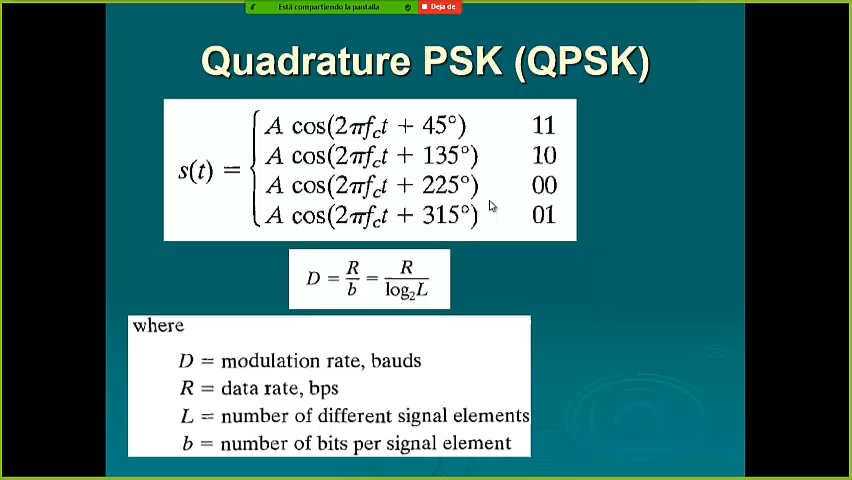 Está compartiendo la pantalla Deja de
Quadrature PSK (QPSK)
s(t) = { A cos(2πf_ct + 45°) 11
A cos(2πf_ct + 135°) 10
A cos(2πf_ct + 225°) 00
A cos(2πf_ct + 315°) 01
D = R/b = R/log₂L
where
D = modulation rate, bauds
R = data rate, bps
L = number of different signal elements
b = number of bits per signal element